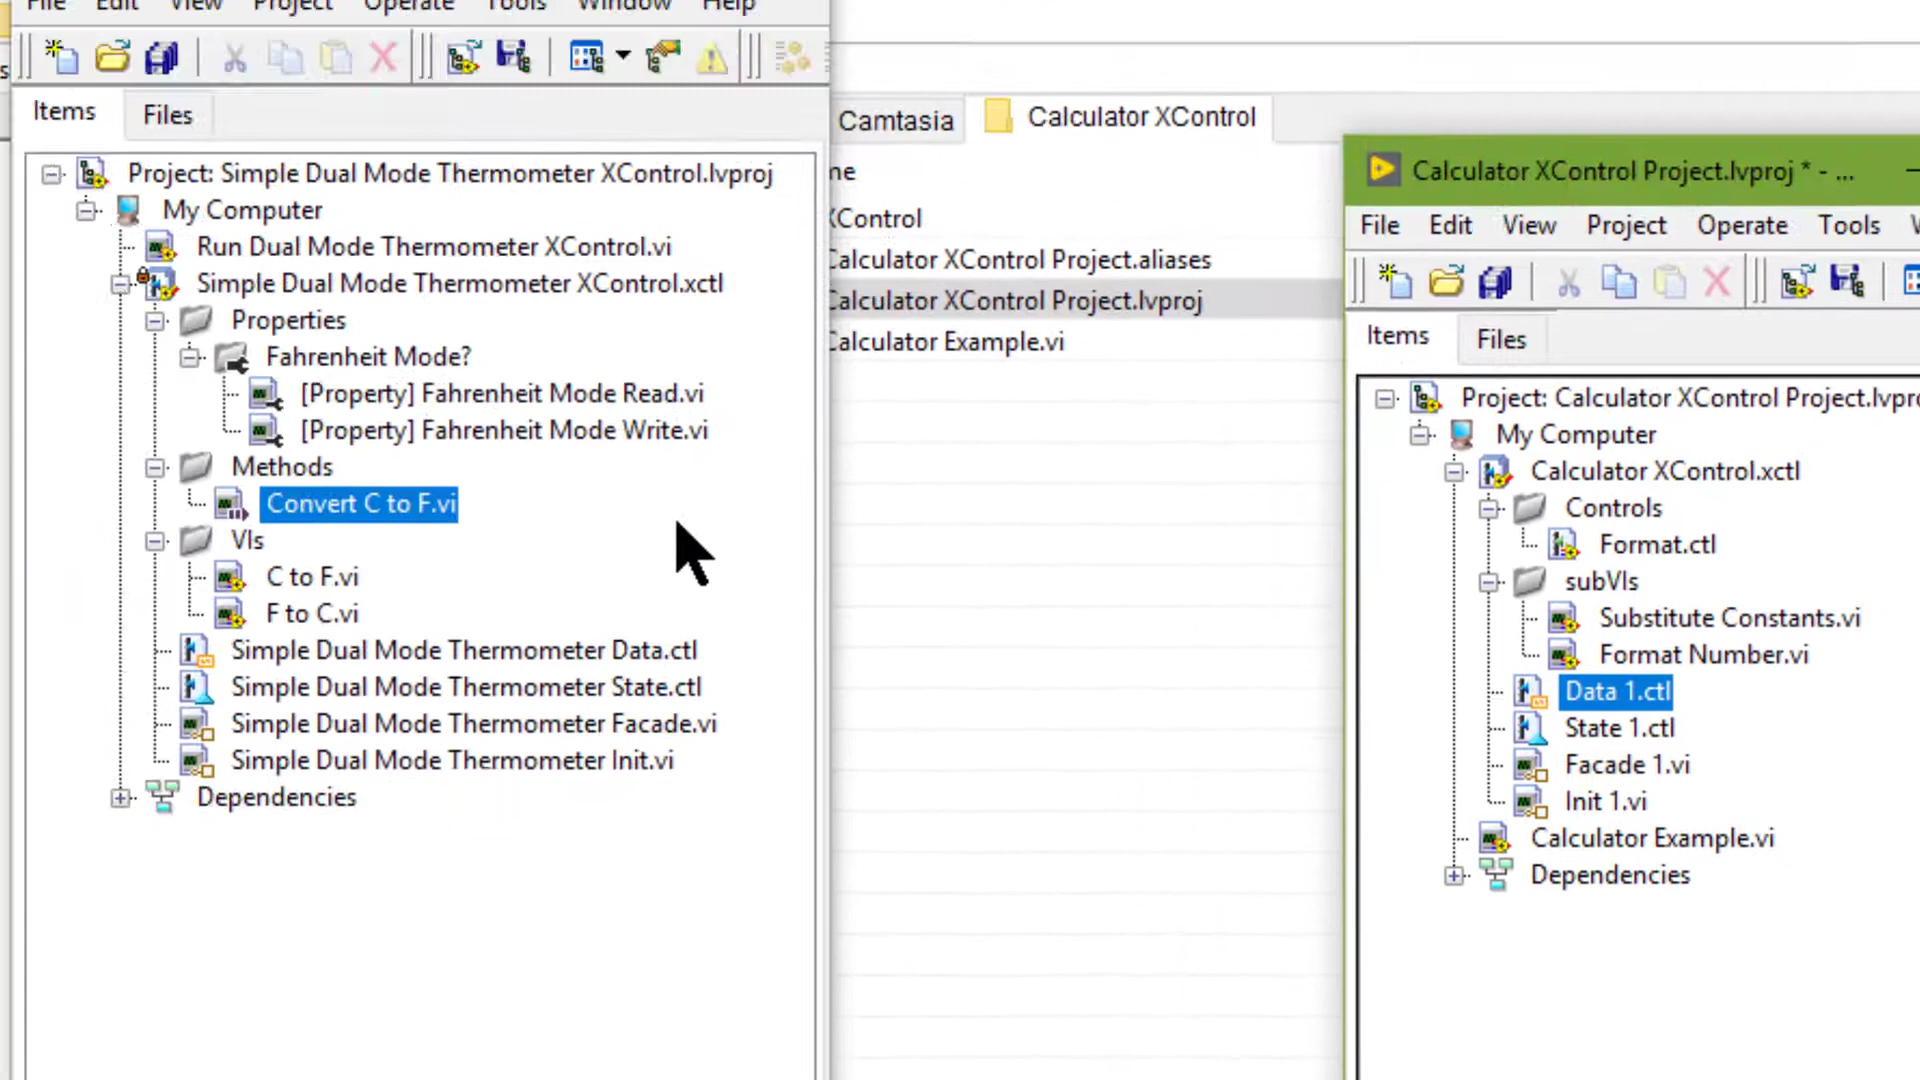 File Edit View Project Operate Tools Window Help
Items Files
Project: Simple Dual Mode Thermometer XControl.lvproj
My Computer
Run Dual Mode Thermometer XControl.vi
Simple Dual Mode Thermometer XControl.xctl
Properties
Fahrenheit Mode?
[Property] Fahrenheit Mode Read.vi
[Property] Fahrenheit Mode Write.vi
Methods
Convert C to F.vi
VIs
C to F.vi
F to C.vi
Simple Dual Mode Thermometer Data.ctl
Simple Dual Mode Thermometer State.ctl
Simple Dual Mode Thermometer Facade.vi
Simple Dual Mode Thermometer Init.vi
Dependencies
Camtasia Calculator XControl
me
XControl
Calculator XControl Project.aliases
Calculator XControl Project.lvproj
Calculator Example.vi
Calculator XControl Project.lvproj * - ...
File Edit View Project Operate Tools
Items Files
Project: Calculator XControl Project.lvpro
My Computer
Calculator XControl.xctl
Controls
Format.ctl
subVIs
Substitute Constants.vi
Format Number.vi
Data 1.ctl
State 1.ctl
Facade 1.vi
Init 1.vi
Calculator Example.vi
Dependencies